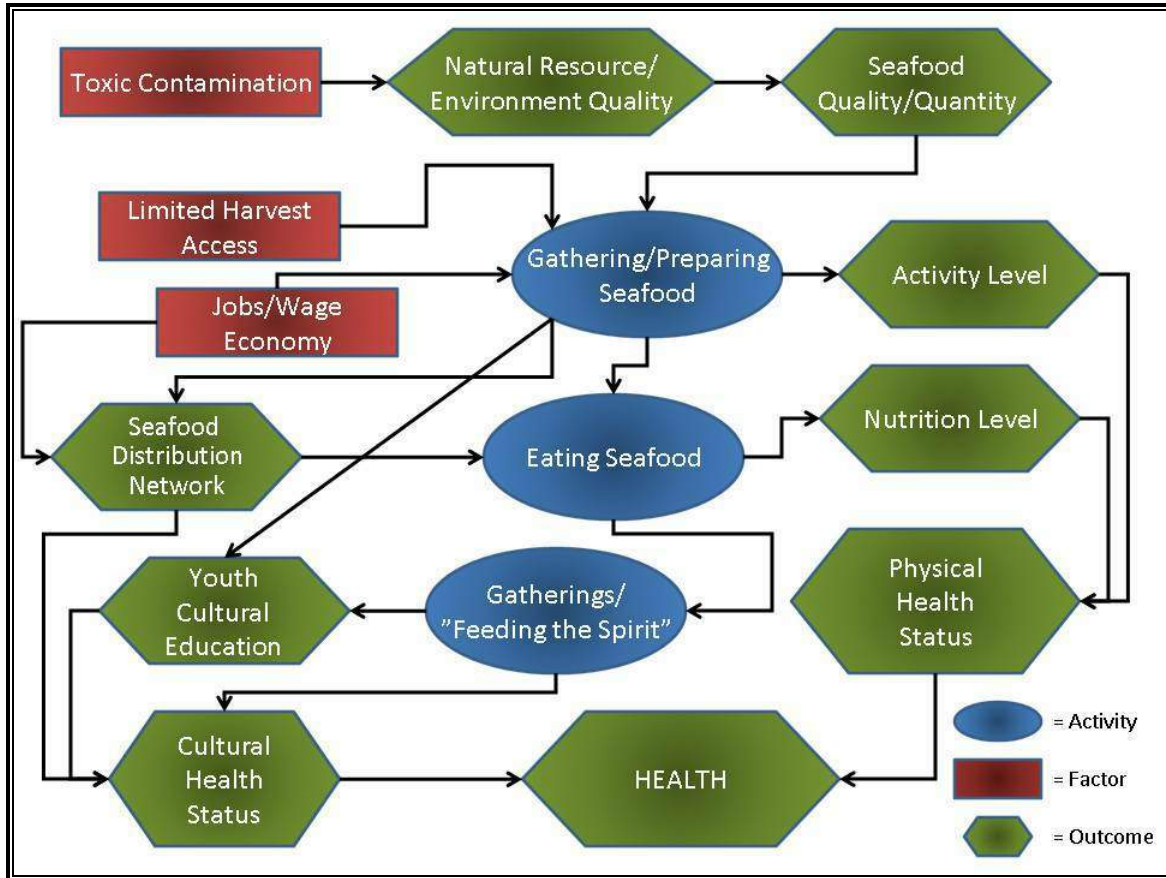 Toxic Contamination
Natural Resource/
Environment Quality
Seafood
Quality/Quantity
Limited Harvest
Access
Gathering/Preparing
Seafood
Activity Level
Jobs/Wage
Economy
Seafood
Distribution
Network
Eating Seafood
Nutrition Level
Youth
Cultural
Education
Gatherings/
”Feeding the Spirit”
Physical
Health
Status
Cultural
Health
Status
HEALTH
= Activity
= Factor
= Outcome